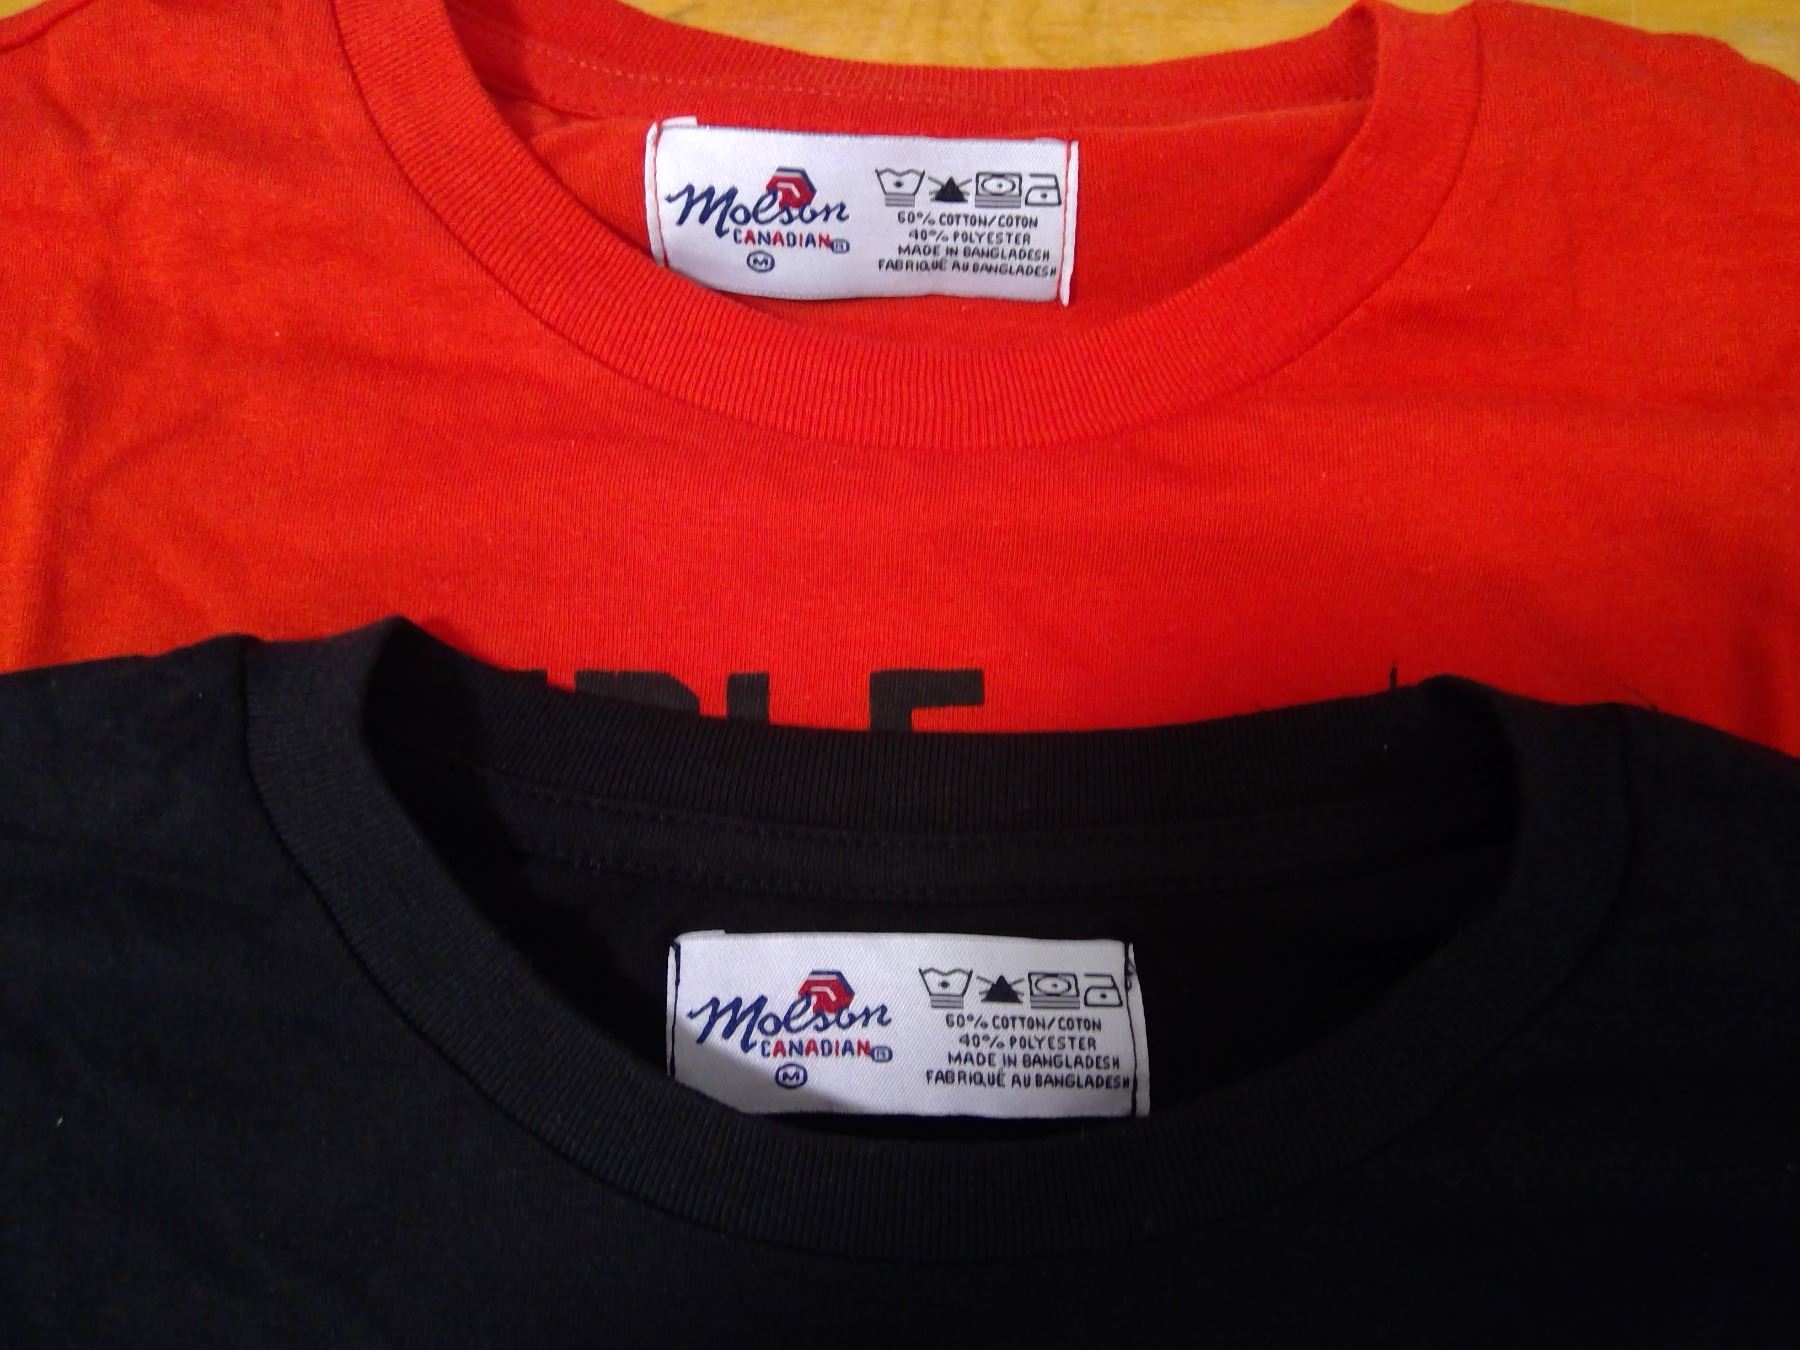 Molson
CANADIAN
M
60% COTTON/COTON
40% POLYESTER
MADE IN BANGLADESH
FABRIQUÉ AU BANGLADESH
Molson
CANADIAN
M
60% COTTON/COTON
40% POLYESTER
MADE IN BANGLADESH
FABRIQUÉ AU BANGLADESH